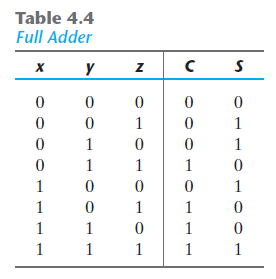 Table 4.4
Full Adder
x y z C S
0 0 0 0 0
0 0 1 0 1
0 1 0 0 1
0 1 1 1 0
1 0 0 0 1
1 0 1 1 0
1 1 0 1 0
1 1 1 1 1